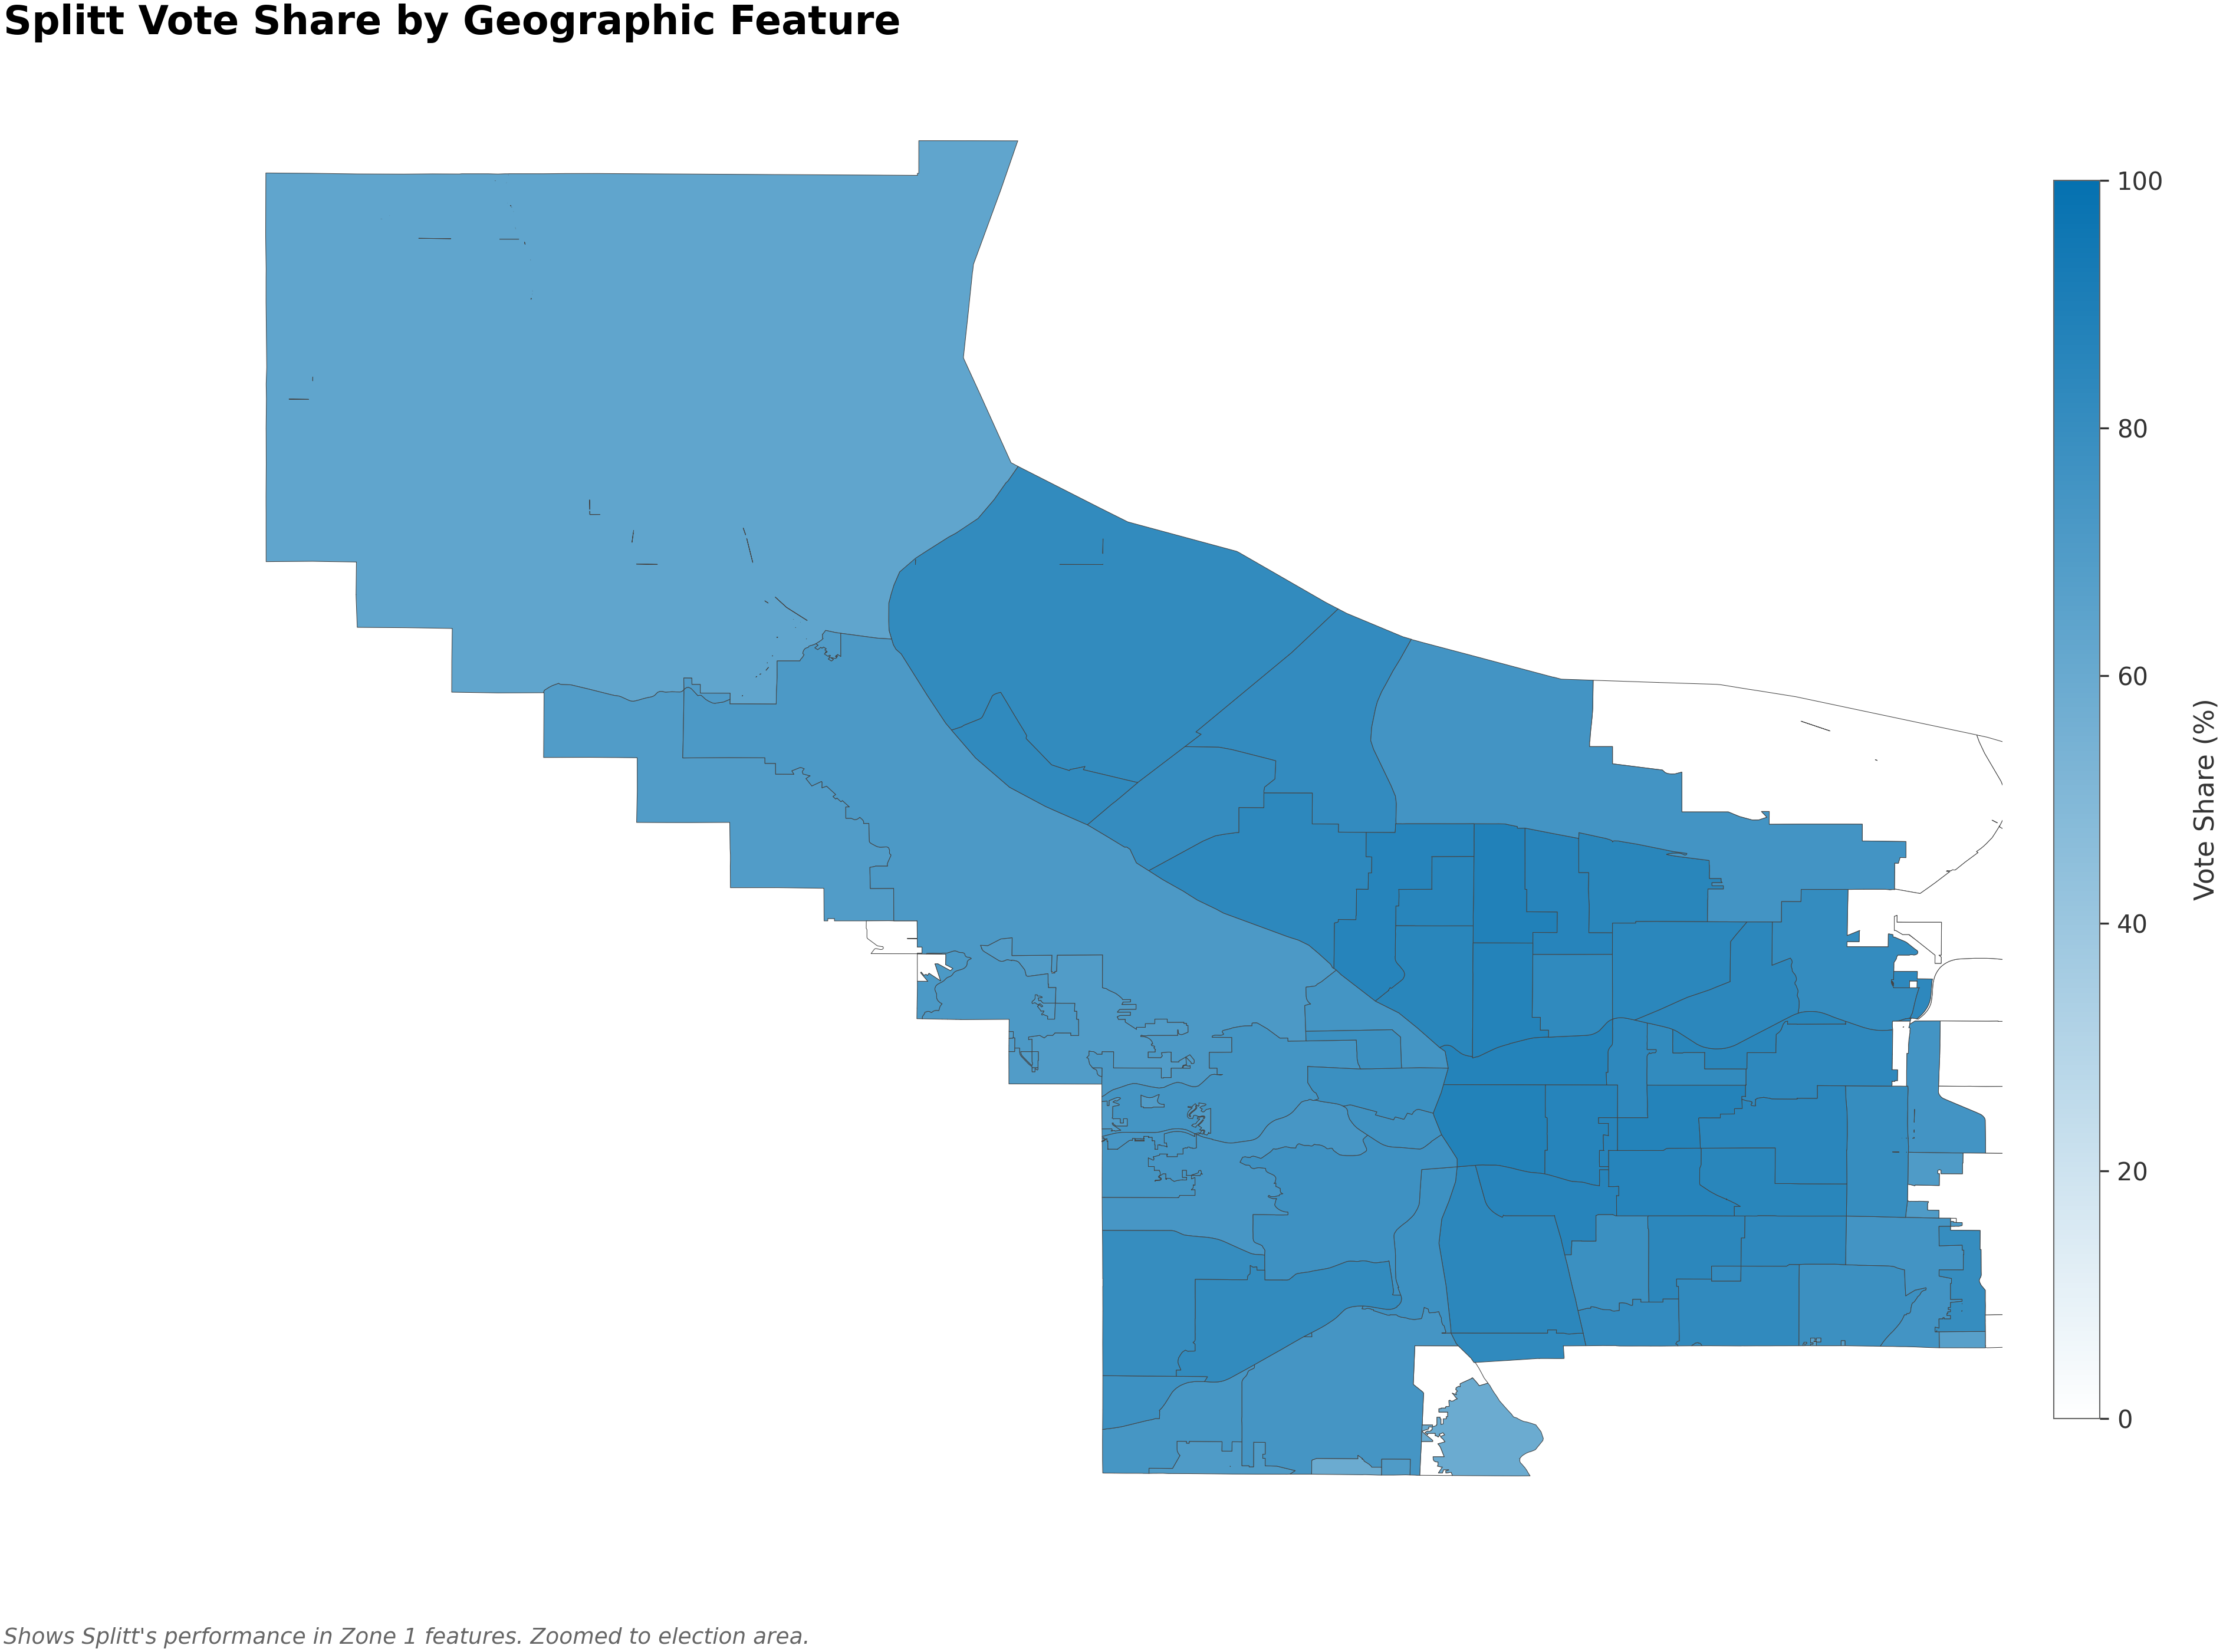 Splitt Vote Share by Geographic Feature
100
80
60
40
20
0
Vote Share (%)
Shows Splitt's performance in Zone 1 features. Zoomed to election area.